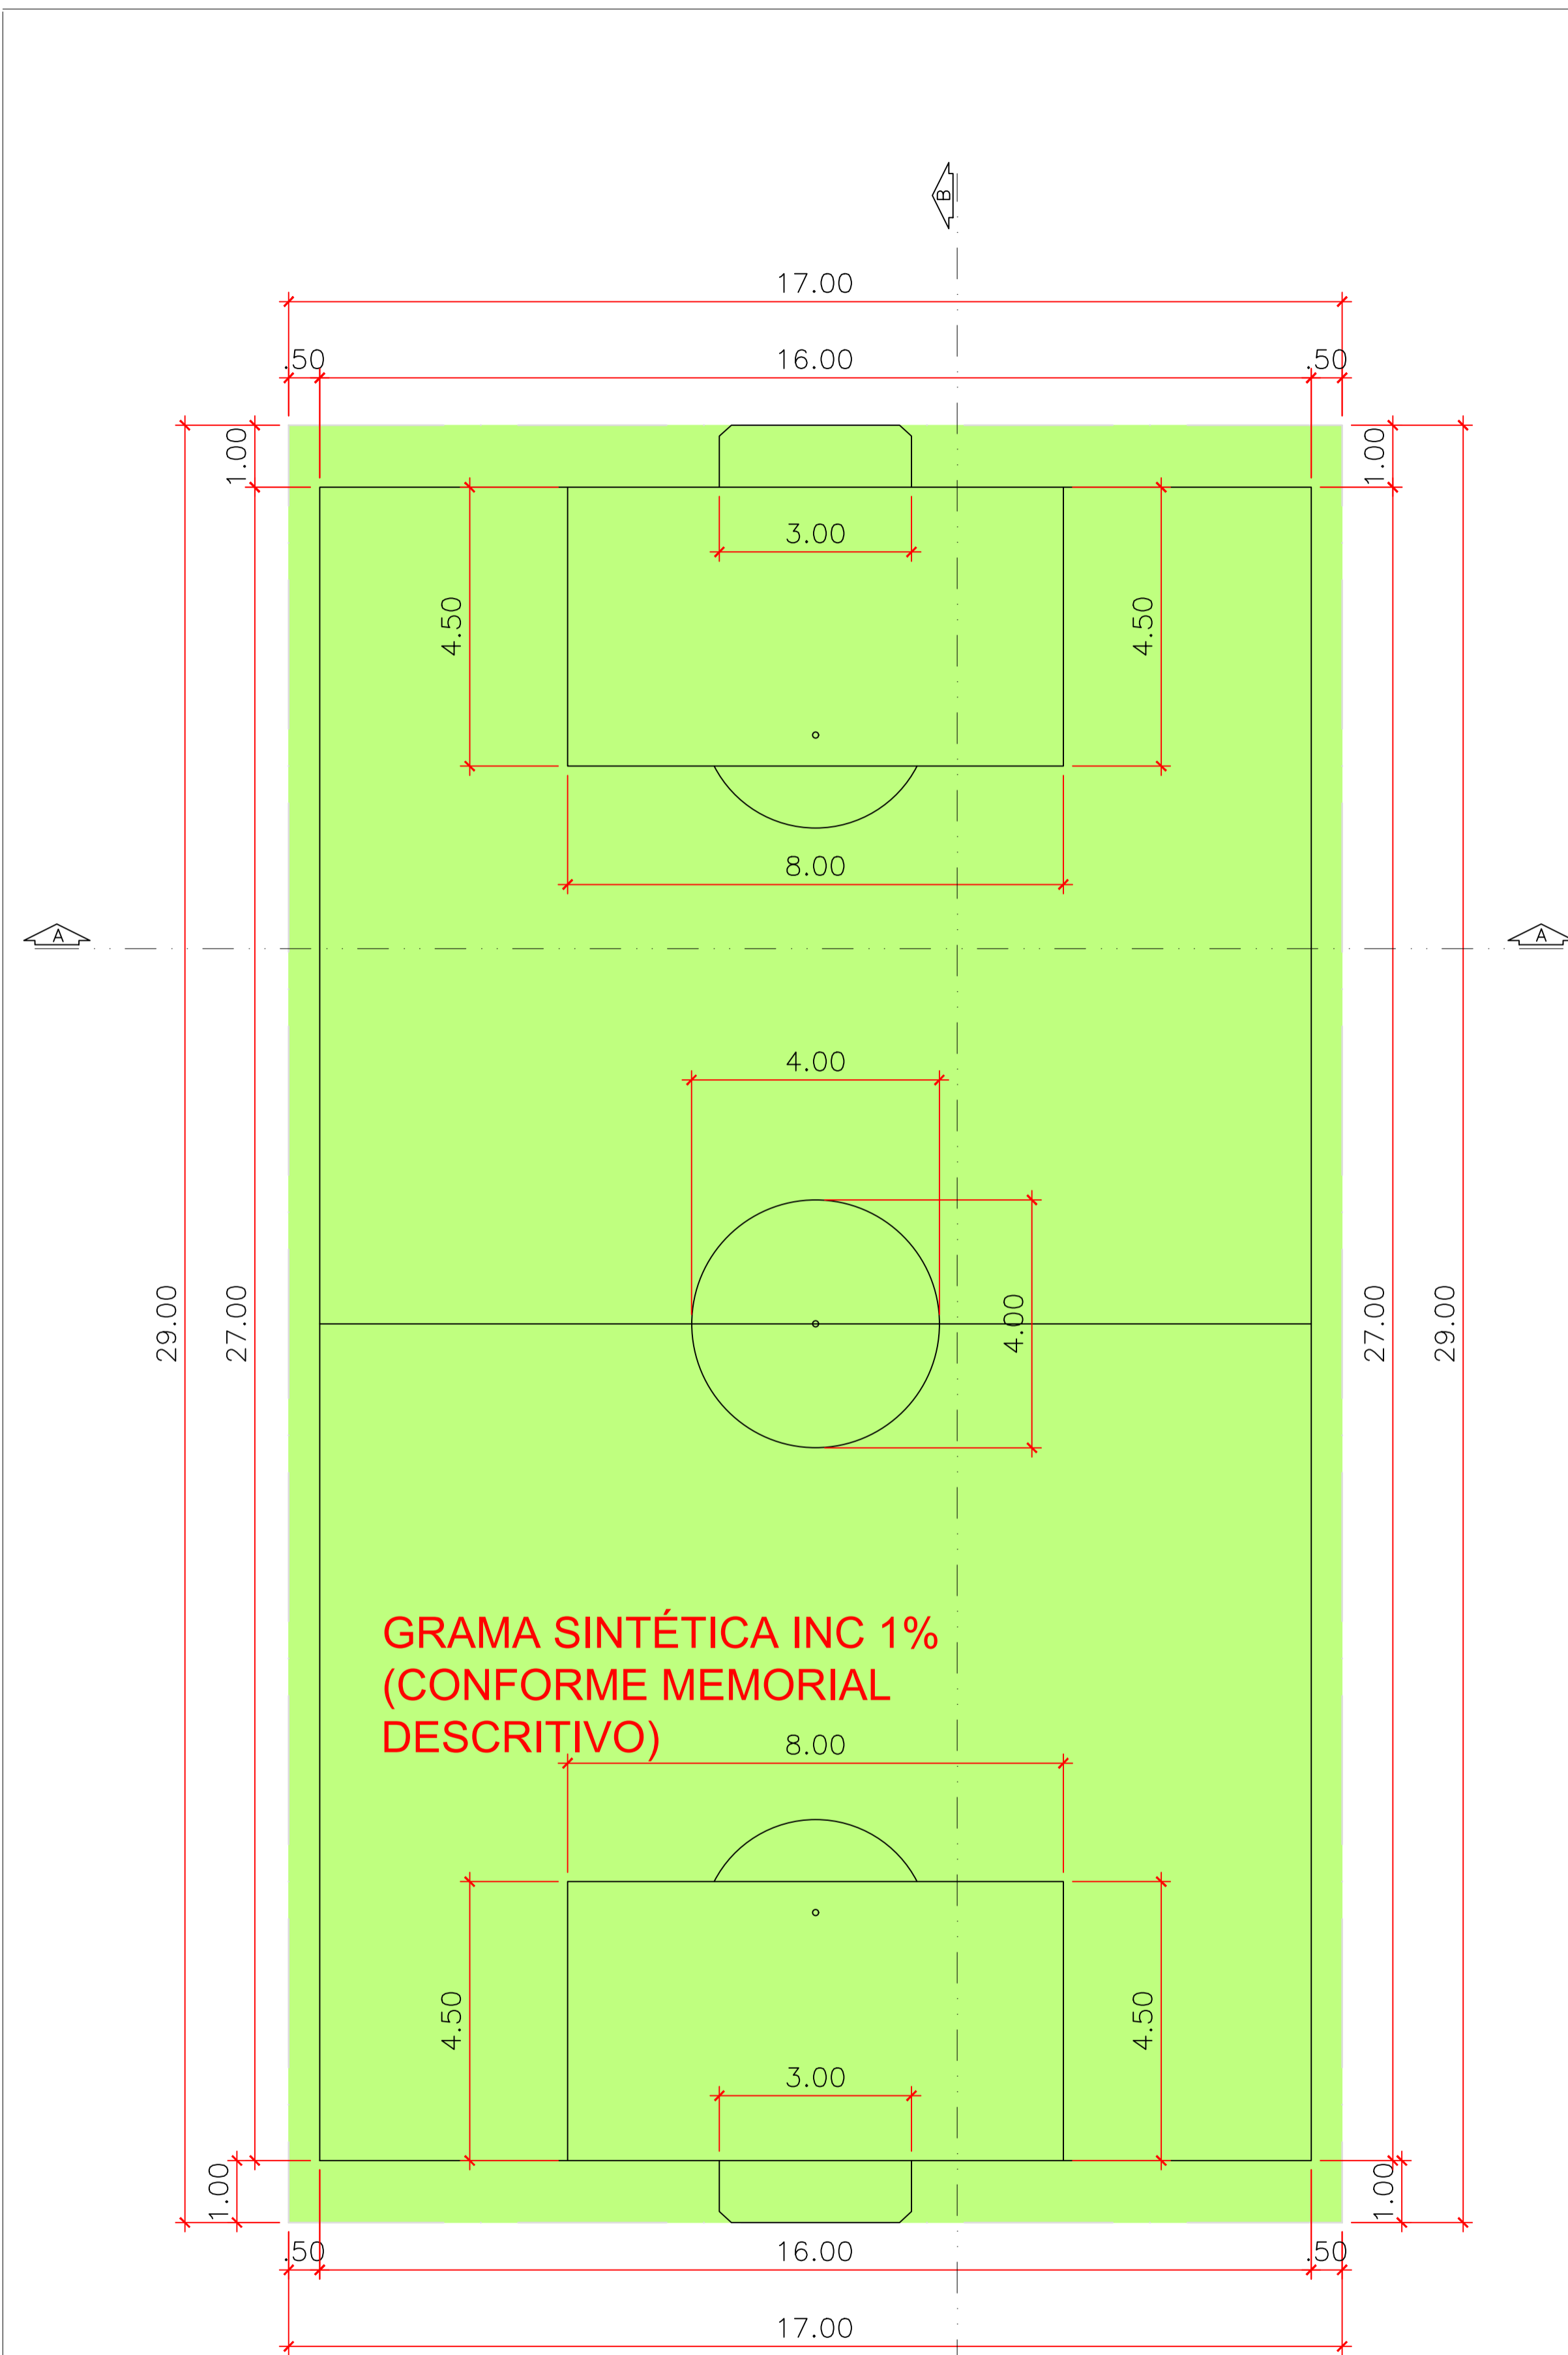 B
17.00
.50 16.00 .50
1.00 1.00
3.00
4.50 4.50
8.00
A A
4.00
4.00
29.00 27.00 27.00 29.00
GRAMA SINTÉTICA INC 1%
(CONFORME MEMORIAL
DESCRITIVO)
8.00
4.50 4.50
3.00
1.00 1.00
.50 16.00 .50
17.00